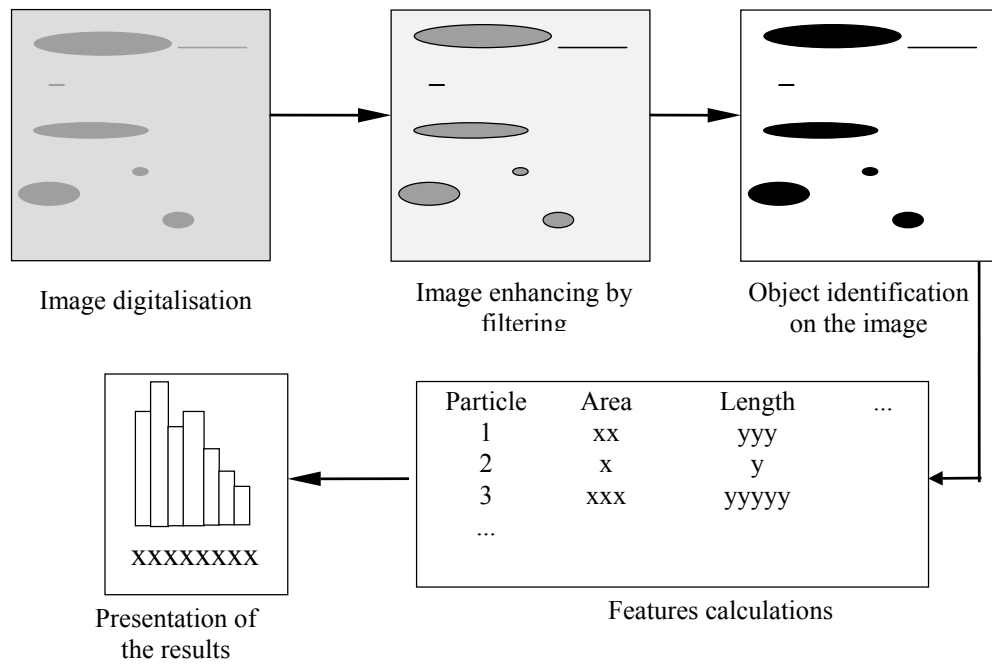 Image digitalisation
Image enhancing by
filtering
Object identification
on the image
Particle Area Length ...
1 xx yyy
2 x y
3 xxx yyyyy
...
Features calculations
xxxxxxxx
Presentation of
the results